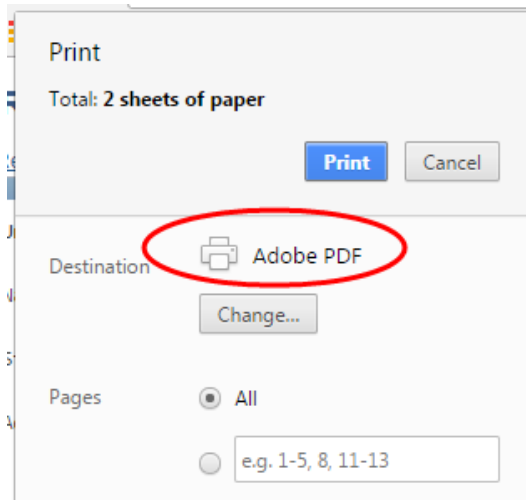 Print
Total: 2 sheets of paper
Print Cancel
Destination Adobe PDF
Change...
Pages All
e.g. 1-5, 8, 11-13